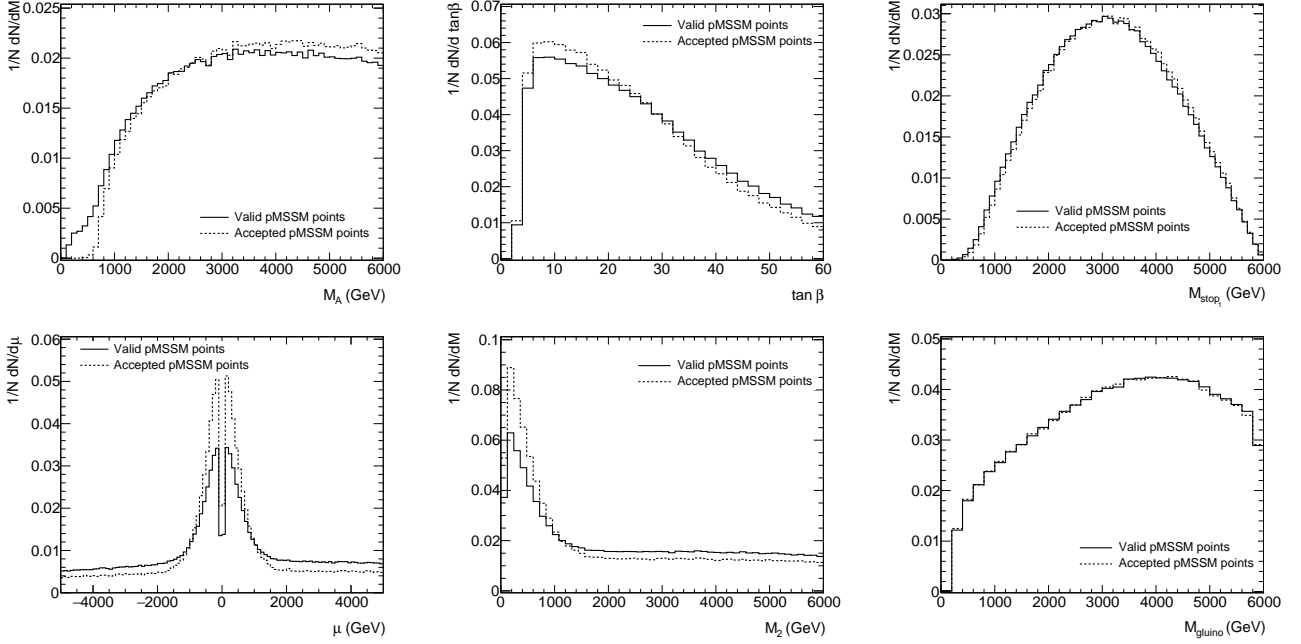 1/N dN/dM
0.025
0.02
0.015
0.01
0.005
0
Valid pMSSM points
Accepted pMSSM points
0 1000 2000 3000 4000 5000 6000
M_A (GeV)
1/N dN/d tanβ
0.07
0.06
0.05
0.04
0.03
0.02
0.01
0
Valid pMSSM points
Accepted pMSSM points
0 10 20 30 40 50 60
tan β
1/N dN/dM
0.03
0.025
0.02
0.015
0.01
0.005
0
Valid pMSSM points
Accepted pMSSM points
0 1000 2000 3000 4000 5000 6000
M_stop_1 (GeV)
1/N dN/dμ
0.06
0.05
0.04
0.03
0.02
0.01
0
Valid pMSSM points
Accepted pMSSM points
−4000 −2000 0 2000 4000
μ (GeV)
1/N dN/dM
0.1
0.08
0.06
0.04
0.02
0
Valid pMSSM points
Accepted pMSSM points
0 1000 2000 3000 4000 5000 6000
M_2 (GeV)
1/N dN/dM
0.05
0.04
0.03
0.02
0.01
0
Valid pMSSM points
Accepted pMSSM points
0 1000 2000 3000 4000 5000 6000
M_gluino (GeV)